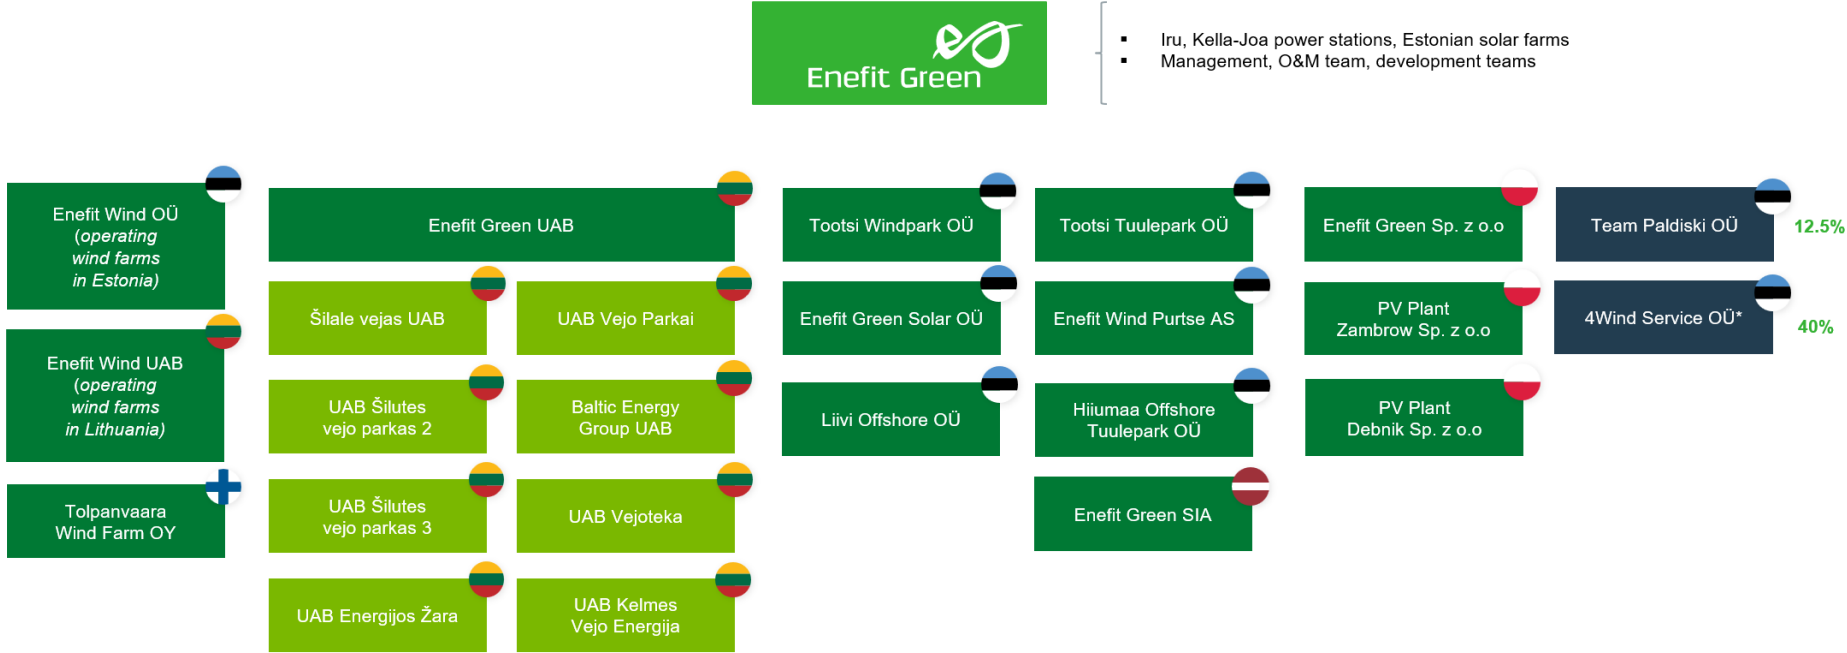 Enefit Green
▪ Iru, Kella-Joa power stations, Estonian solar farms
▪ Management, O&M team, development teams
Enefit Wind OÜ
(operating
wind farms
in Estonia)
Enefit Wind UAB
(operating
wind farms
in Lithuania)
Tolpanvaara
Wind Farm OY
Enefit Green UAB
Šilale vejas UAB
UAB Vejo Parkai
UAB Šilutes
vejo parkas 2
Baltic Energy
Group UAB
UAB Šilutes
vejo parkas 3
UAB Vejoteka
UAB Energijos Žara
UAB Kelmes
Vejo Energija
Tootsi Windpark OÜ
Enefit Green Solar OÜ
Liivi Offshore OÜ
Tootsi Tuulepark OÜ
Enefit Wind Purtse AS
Hiiumaa Offshore
Tuulepark OÜ
Enefit Green SIA
Enefit Green Sp. z o.o
PV Plant
Zambrow Sp. z o.o
PV Plant
Debnik Sp. z o.o
Team Paldiski OÜ
12.5%
4Wind Service OÜ*
40%